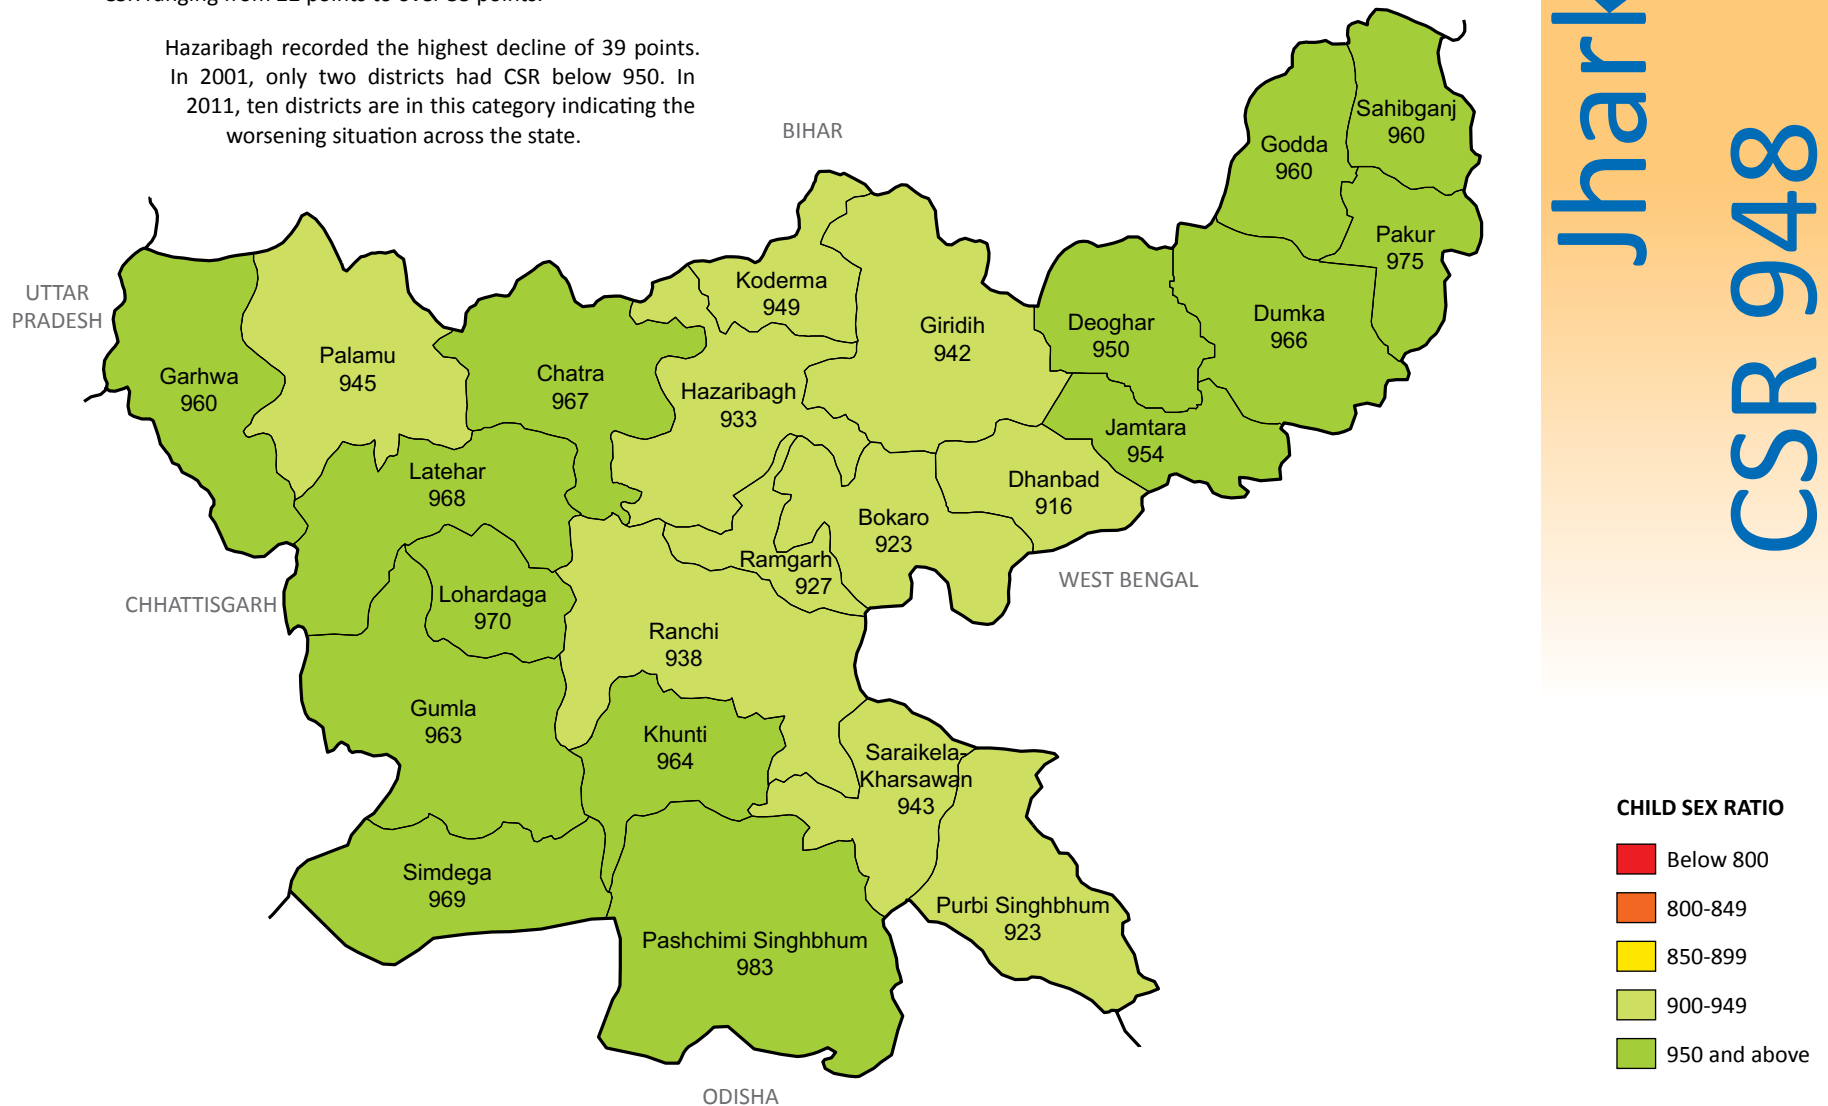 Hazaribagh recorded the highest decline of 39 points.
In 2001, only two districts had CSR below 950. In
2011, ten districts are in this category indicating the
worsening situation across the state.
Jhark
CSR 948
BIHAR
UTTAR
PRADESH
CHHATTISGARH
WEST BENGAL
ODISHA
Sahibganj
960
Godda
960
Pakur
975
Dumka
966
Deoghar
950
Jamtara
954
Koderma
949
Giridih
942
Palamu
945
Garhwa
960
Chatra
967
Hazaribagh
933
Latehar
968
Dhanbad
916
Bokaro
923
Ramgarh
927
Lohardaga
970
Ranchi
938
Gumla
963
Khunti
964
Saraikela-
Kharsawan
943
Simdega
969
Purbi Singhbhum
923
Pashchimi Singhbhum
983
CHILD SEX RATIO
Below 800
800-849
850-899
900-949
950 and above